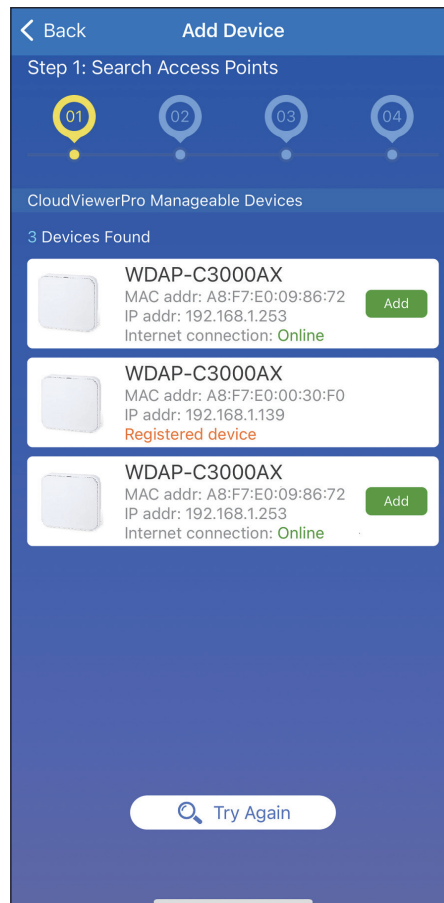 Back
Add Device
Step 1: Search Access Points
01
02
03
04
CloudViewerPro Manageable Devices
3 Devices Found
WDAP-C3000AX
MAC addr: A8:F7:E0:09:86:72
IP addr: 192.168.1.253
Internet connection: Online
Add
WDAP-C3000AX
MAC addr: A8:F7:E0:00:30:F0
IP addr: 192.168.1.139
Registered device
WDAP-C3000AX
MAC addr: A8:F7:E0:09:86:72
IP addr: 192.168.1.253
Internet connection: Online
Add
Try Again